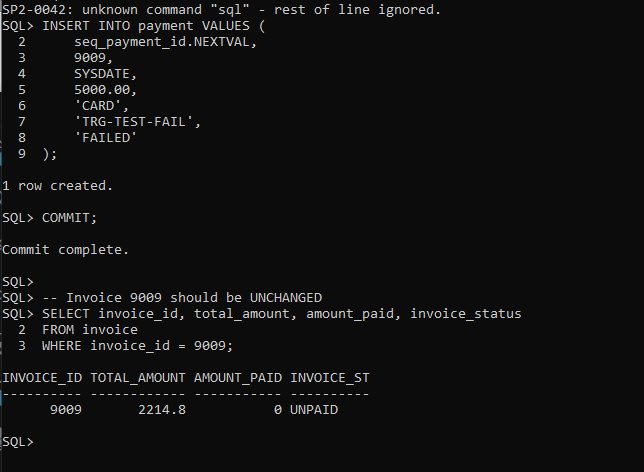 SP2-0042: unknown command "sql" - rest of line ignored.
SQL> INSERT INTO payment VALUES (
  2      seq_payment_id.NEXTVAL,
  3      9009,
  4      SYSDATE,
  5      5000.00,
  6      'CARD',
  7      'TRG-TEST-FAIL',
  8      'FAILED'
  9  );
1 row created.
SQL> COMMIT;
Commit complete.
SQL>
SQL> -- Invoice 9009 should be UNCHANGED
SQL> SELECT invoice_id, total_amount, amount_paid, invoice_status
  2  FROM invoice
  3  WHERE invoice_id = 9009;
INVOICE_ID TOTAL_AMOUNT AMOUNT_PAID INVOICE_ST
---------- ------------ ----------- ----------
      9009       2214.8           0 UNPAID
SQL>